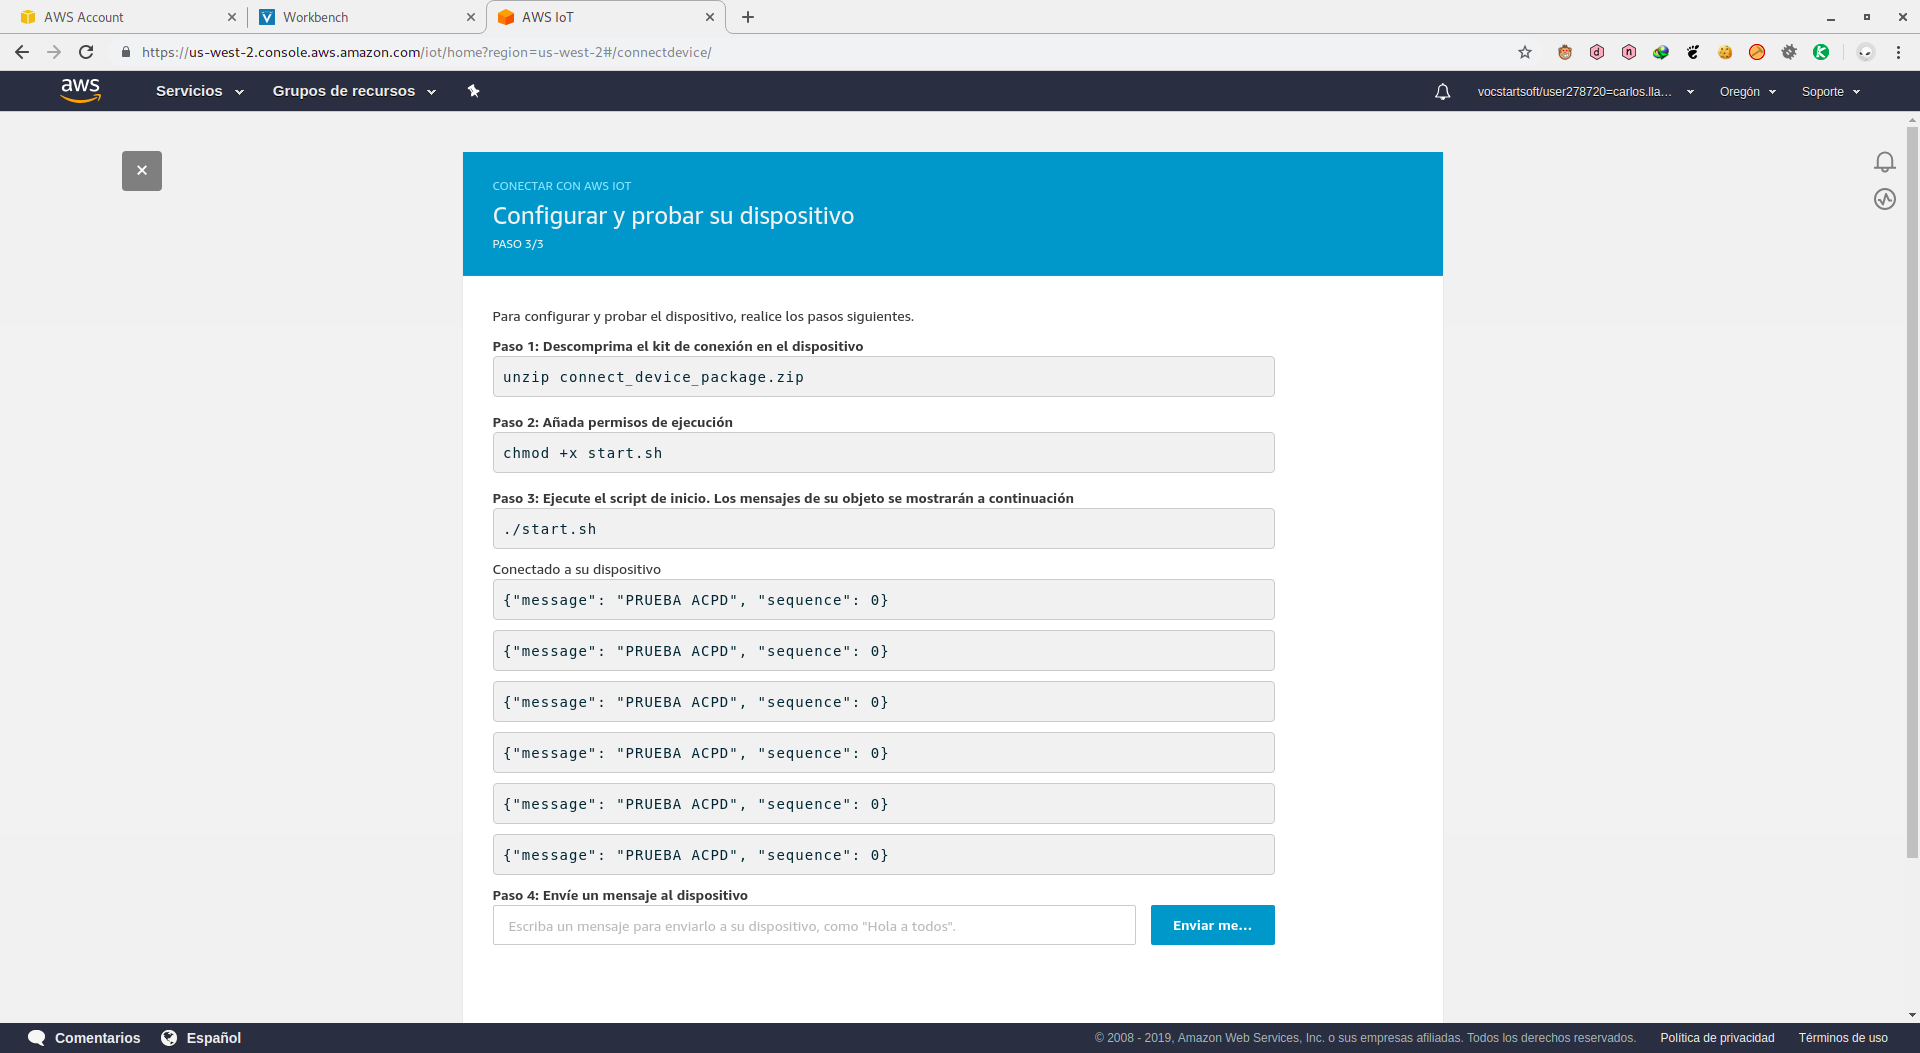 AWS Account
Workbench
AWS IoT
https://us-west-2.console.aws.amazon.com/iot/home?region=us-west-2#/connectdevice/
aws
Servicios
Grupos de recursos
vocstartsoft/user278720=carlos.lla...
Oregón
Soporte
CONECTAR CON AWS IOT
Configurar y probar su dispositivo
PASO 3/3
Para configurar y probar el dispositivo, realice los pasos siguientes.
Paso 1: Descomprima el kit de conexión en el dispositivo
unzip connect_device_package.zip
Paso 2: Añada permisos de ejecución
chmod +x start.sh
Paso 3: Ejecute el script de inicio. Los mensajes de su objeto se mostrarán a continuación
./start.sh
Conectado a su dispositivo
{"message": "PRUEBA ACPD", "sequence": 0}
{"message": "PRUEBA ACPD", "sequence": 0}
{"message": "PRUEBA ACPD", "sequence": 0}
{"message": "PRUEBA ACPD", "sequence": 0}
{"message": "PRUEBA ACPD", "sequence": 0}
{"message": "PRUEBA ACPD", "sequence": 0}
Paso 4: Envíe un mensaje al dispositivo
Escriba un mensaje para enviarlo a su dispositivo, como "Hola a todos".
Enviar me...
Comentarios
Español
© 2008 - 2019, Amazon Web Services, Inc. o sus empresas afiliadas. Todos los derechos reservados.
Política de privacidad
Términos de uso